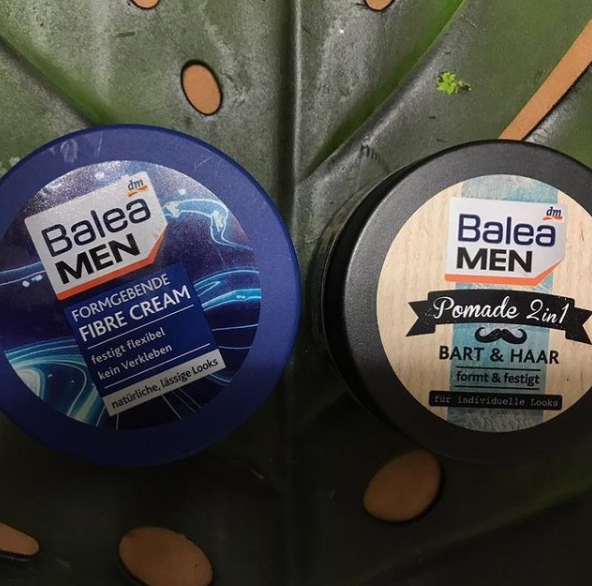 dm
Balea
MEN
FORMGEBENDE
FIBRE CREAM
festigt flexibel
kein Verkleben
natürliche, lässige Looks
dm
Balea
MEN
Pomade 2in1
BART & HAAR
formt & festigt
für individuelle Looks